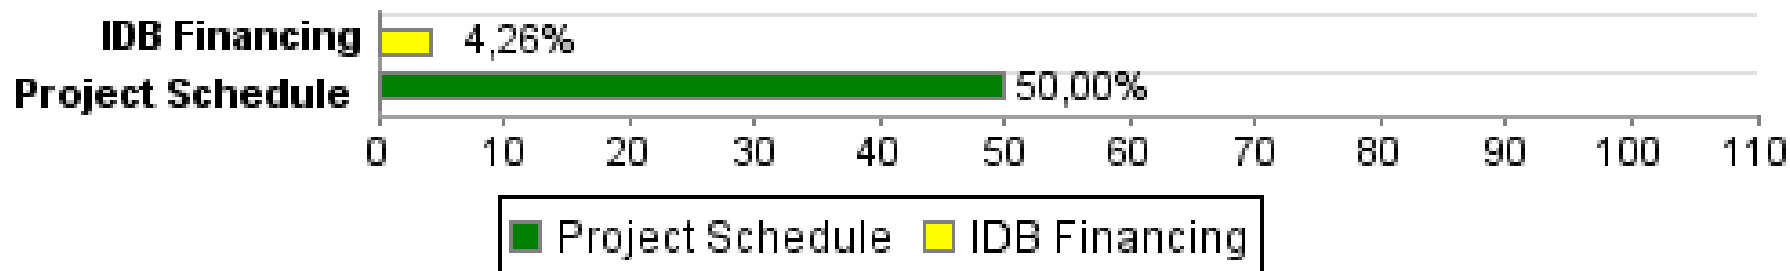 IDB Financing 4,26%
Project Schedule 50,00%
0 10 20 30 40 50 60 70 80 90 100 110
Project Schedule IDB Financing